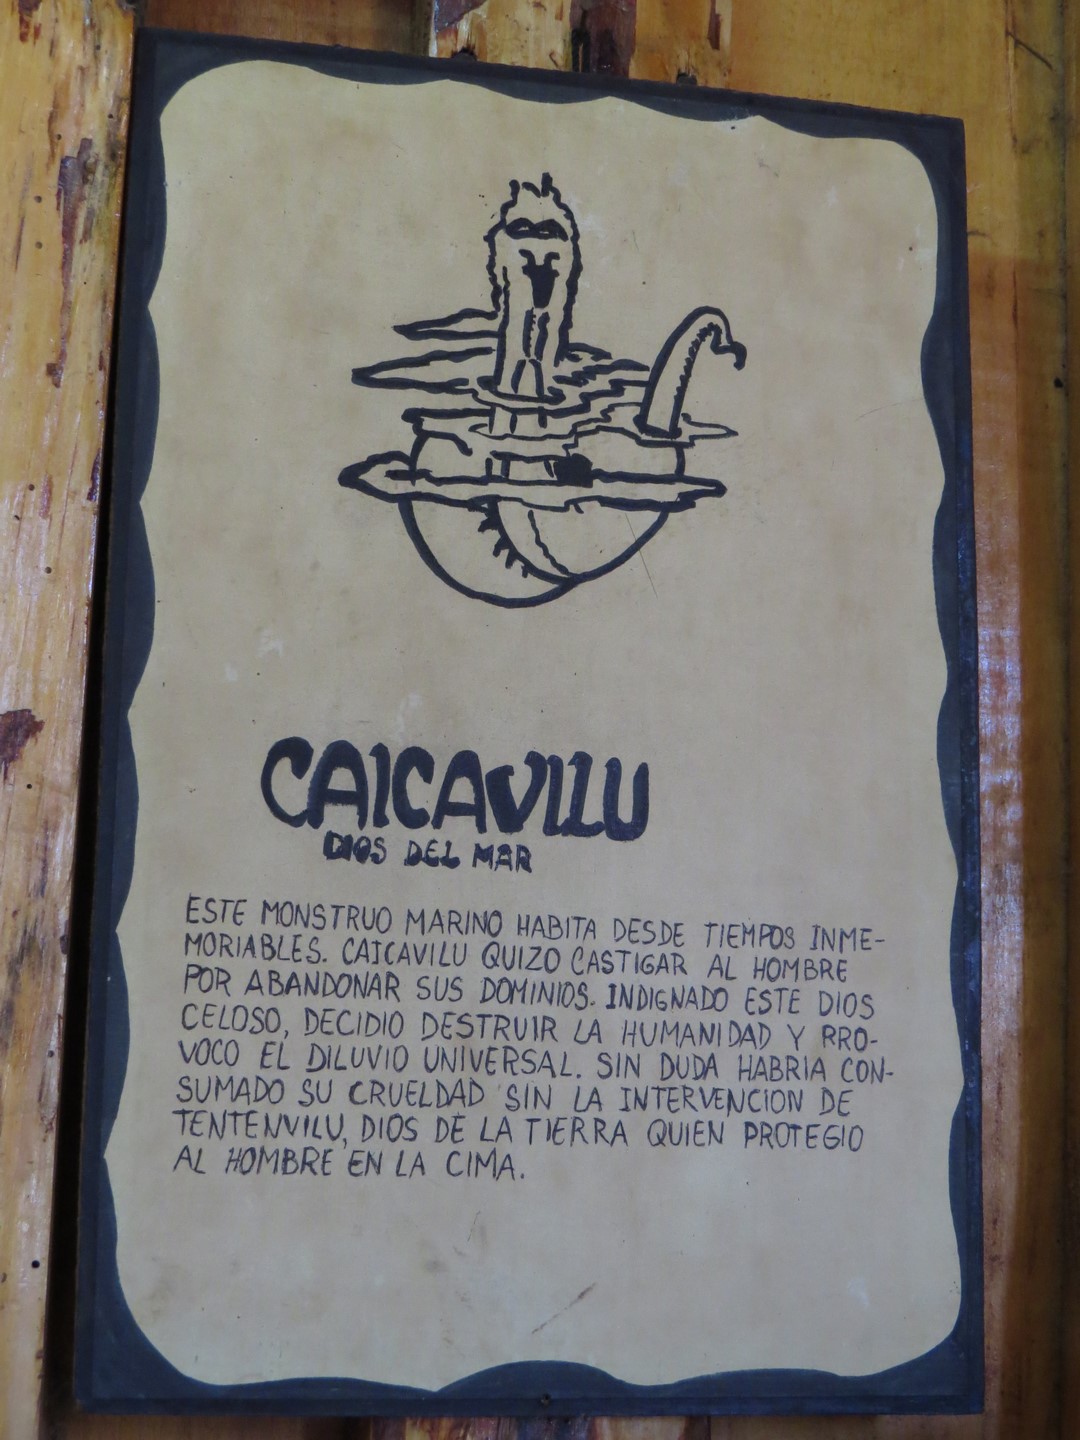 CAICAVILU
DIOS DEL MAR
ESTE MONSTRUO MARINO HABITA DESDE TIEMPOS INME-
MORIABLES. CAICAVILU QUIZO CASTIGAR AL HOMBRE
POR ABANDONAR SUS DOMINIOS. INDIGNADO ESTE DIOS
CELOSO, DECIDIO DESTRUIR LA HUMANIDAD Y RRO-
VOCO EL DILUVIO UNIVERSAL. SIN DUDA HABRIA CON-
SUMADO SU CRUELDAD SIN LA INTERVENCION DE
TENTENVILU, DIOS DE LA TIERRA QUIEN PROTEGIO
AL HOMBRE EN LA CIMA.